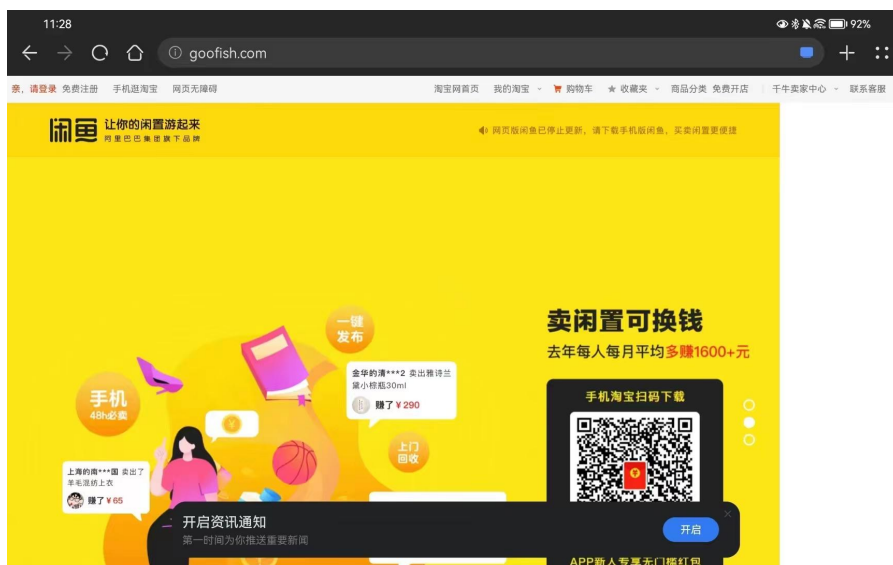 11:28
92%
goofish.com
亲，请登录 免费注册 手机逛淘宝 网页无障碍
淘宝网首页 我的淘宝 购物车 收藏夹 商品分类 免费开店 千牛卖家中心 联系客服
闲鱼
让你的闲置游起来
阿里巴巴集团旗下品牌
网页版闲鱼已停止更新，请下载手机版闲鱼，买卖闲置更便捷
一键
发布
金华的清***2 卖出雅诗兰
黛小棕瓶30ml
赚了 ¥290
手机
48h必卖
上门
回收
上海的南***国 卖出了
羊毛混纺上衣
赚了 ¥65
卖闲置可换钱
去年每人每月平均多赚1600+元
手机淘宝扫码下载
开启资讯通知
第一时间为你推送重要新闻
开启
APP新人专享无门槛红包